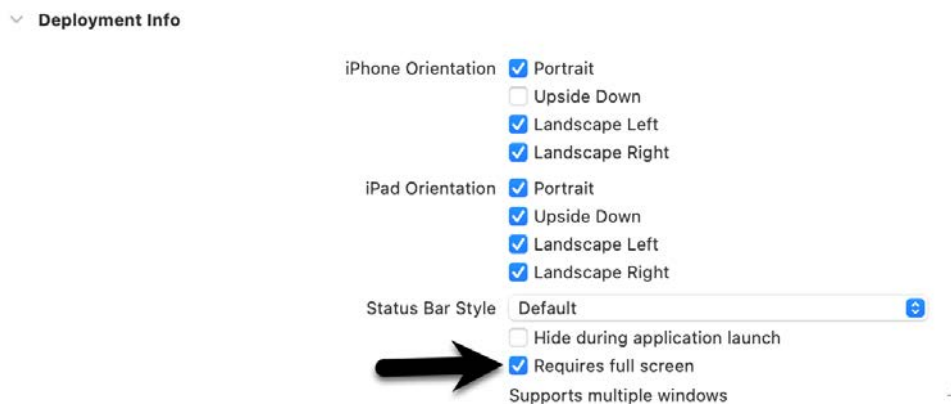 Deployment Info
iPhone Orientation Portrait
Upside Down
Landscape Left
Landscape Right
iPad Orientation Portrait
Upside Down
Landscape Left
Landscape Right
Status Bar Style Default
Hide during application launch
Requires full screen
Supports multiple windows